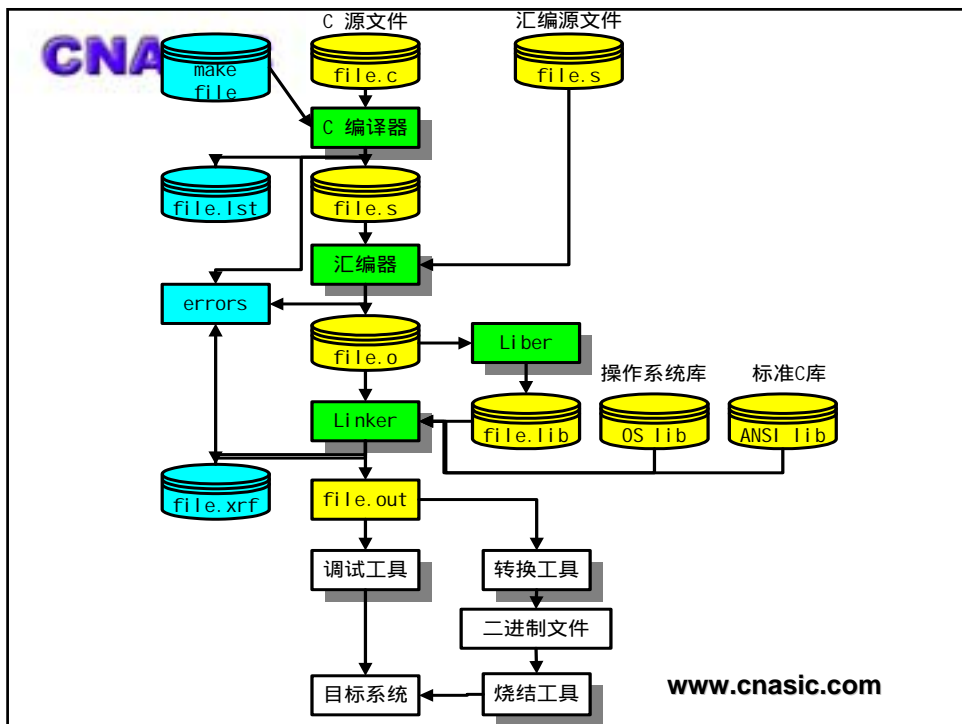 C 源文件
汇编源文件
CNA
make
file
file.c
file.s
C 编译器
file.lst
file.s
汇编器
errors
file.o
Liber
操作系统库
标准C库
Linker
file.lib
OS lib
ANSI lib
file.xrf
file.out
调试工具
转换工具
二进制文件
目标系统
烧结工具
www.cnasic.com